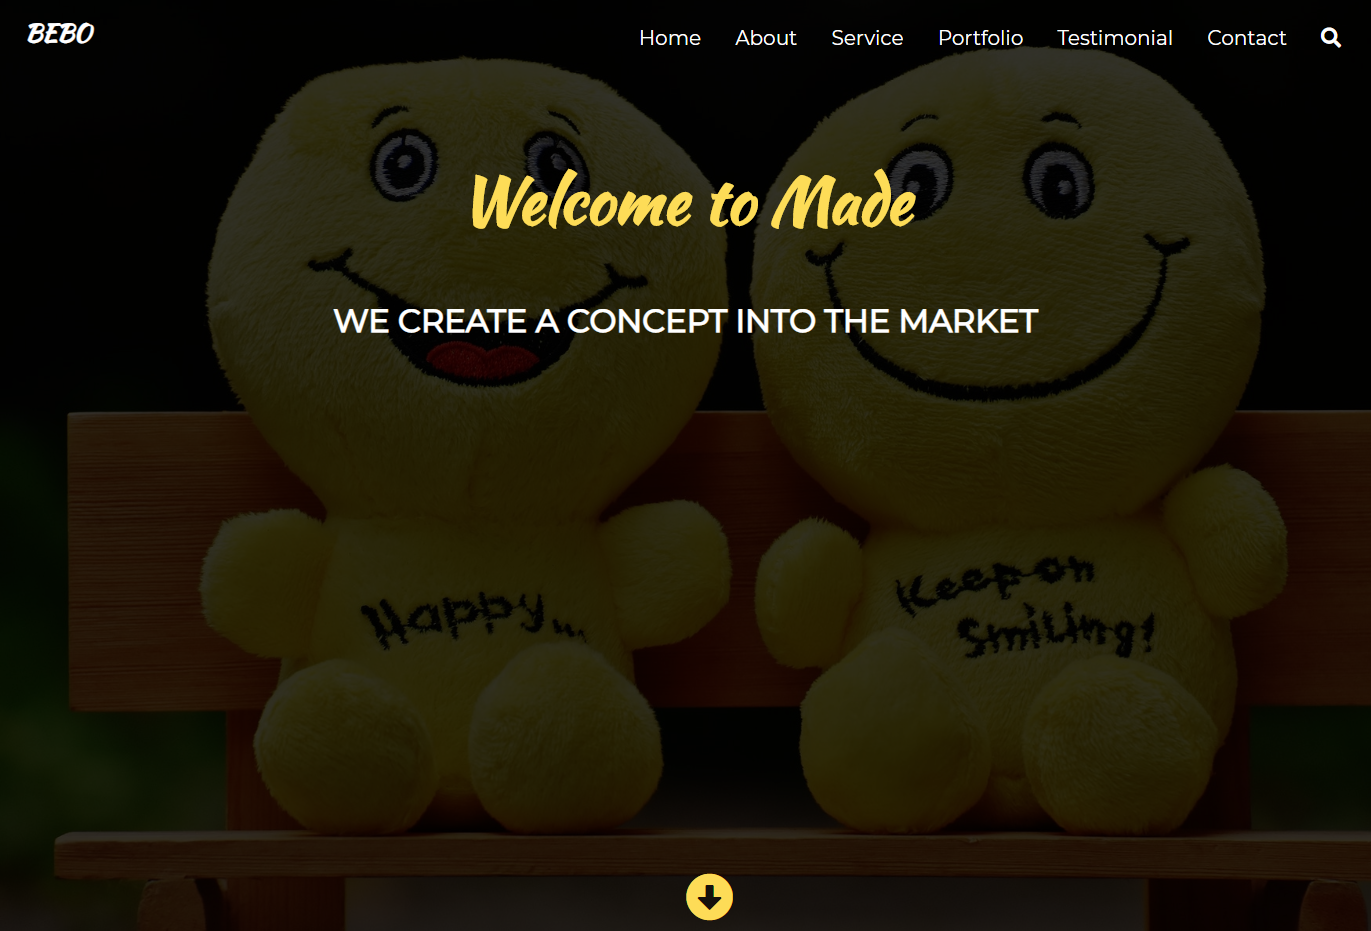 BEBO
Home About Service Portfolio Testimonial Contact
Welcome to Made
WE CREATE A CONCEPT INTO THE MARKET
Happy...
Keep on
Smiling!